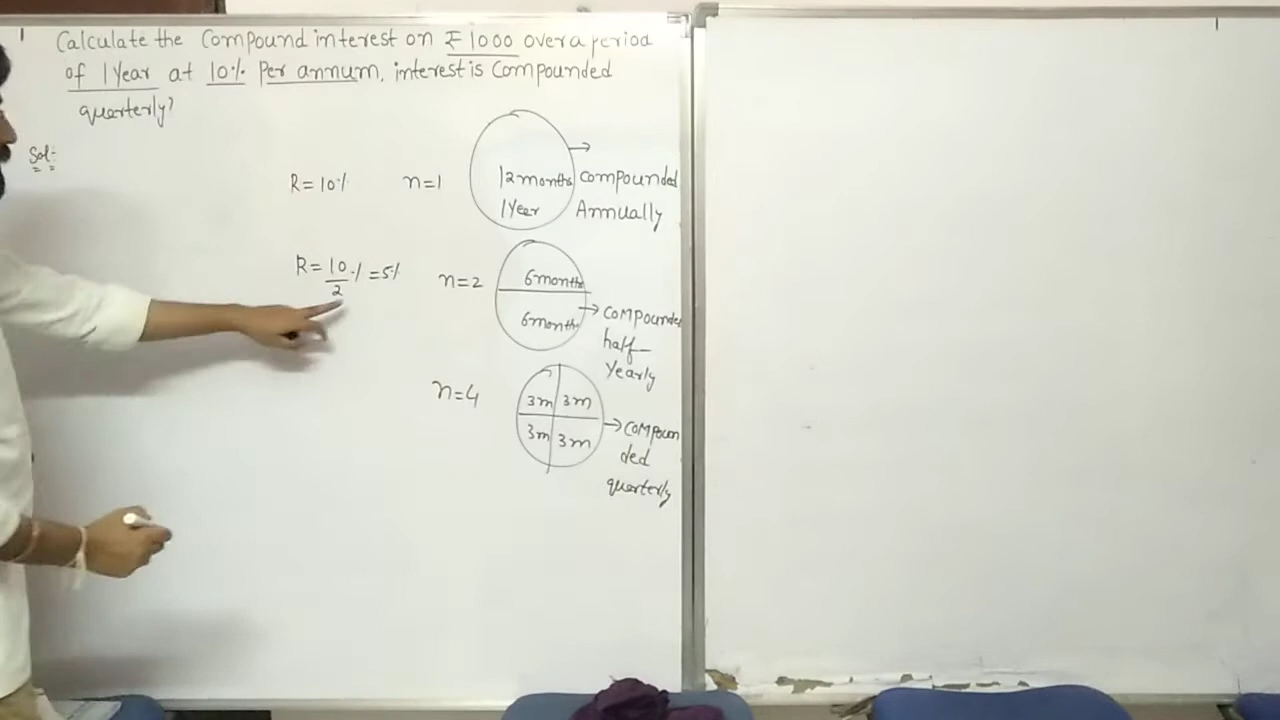 Calculate the Compound interest on ₹ 1000 over a period
of 1 Year at 10% Per annum, interest is Compounded
quarterly?
Sol:
R = 10% n=1
12 months
1 Year
Compounded
Annually
R = 10/2 % = 5% n=2
6 months
6 months
Compounded
half-
Yearly
n=4
3m 3m
3m 3m
Compoun
ded
quarterly